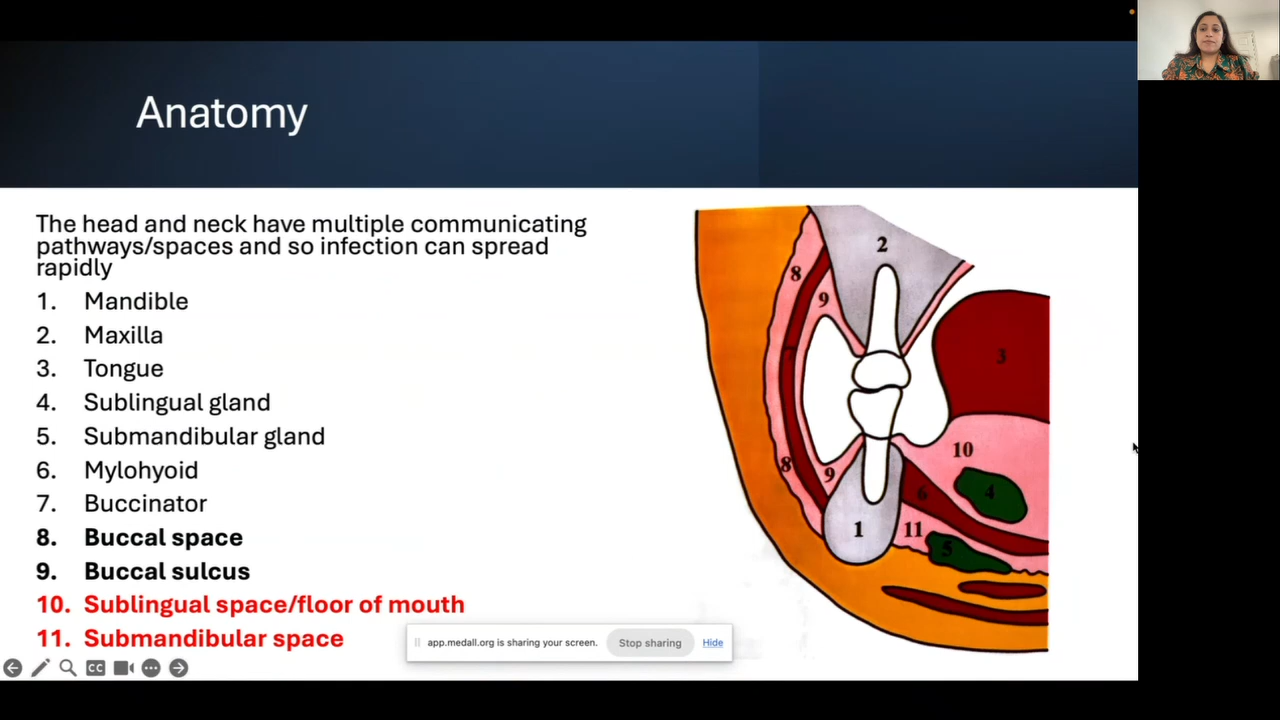 Anatomy
The head and neck have multiple communicating
pathways/spaces and so infection can spread
rapidly
1. Mandible
2. Maxilla
3. Tongue
4. Sublingual gland
5. Submandibular gland
6. Mylohyoid
7. Buccinator
8. Buccal space
9. Buccal sulcus
10. Sublingual space/floor of mouth
11. Submandibular space
2
8
9
3
10
8
9
6
4
1
11
5
app.medall.org is sharing your screen. Stop sharing Hide
CC